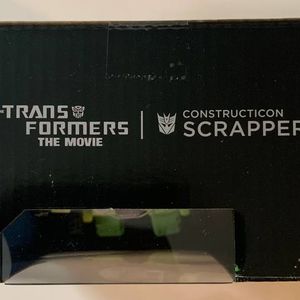 TRANS
FORMERS
THE MOVIE
CONSTRUCTICON
SCRAPPER